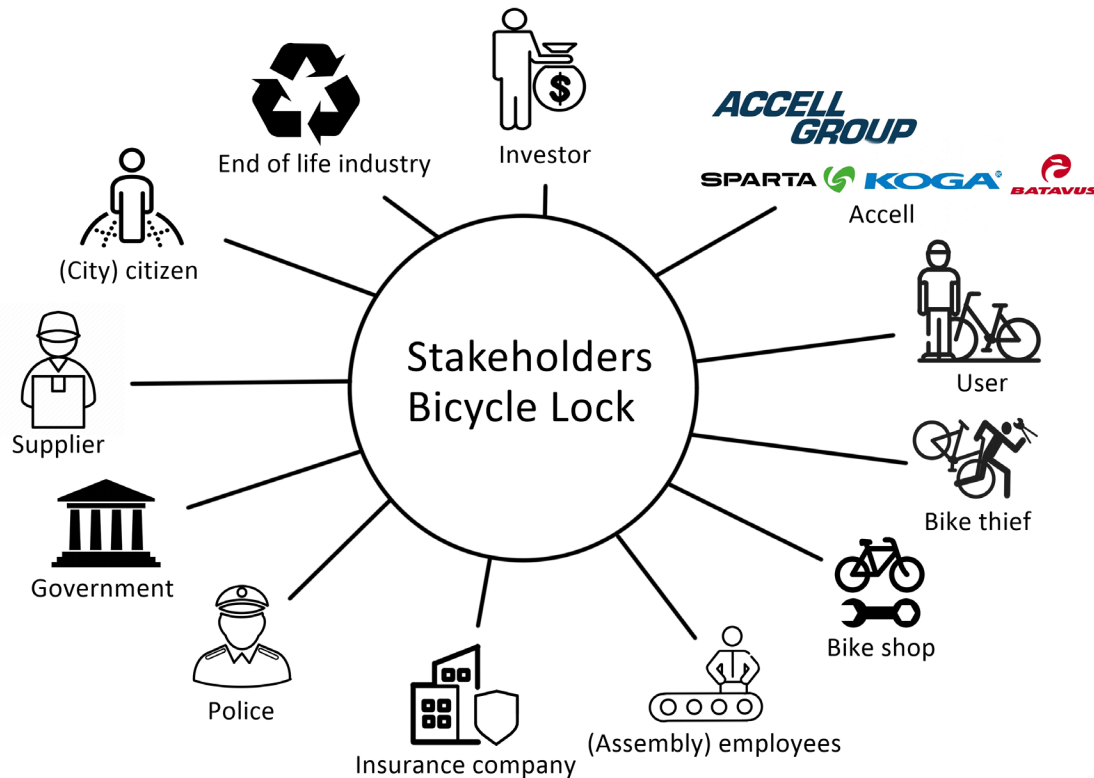 Stakeholders
Bicycle Lock
Investor
ACCELL
GROUP
SPARTA KOGA® BATAVUS
Accell
User
Bike thief
Bike shop
(Assembly) employees
Insurance company
Police
Government
Supplier
(City) citizen
End of life industry
$